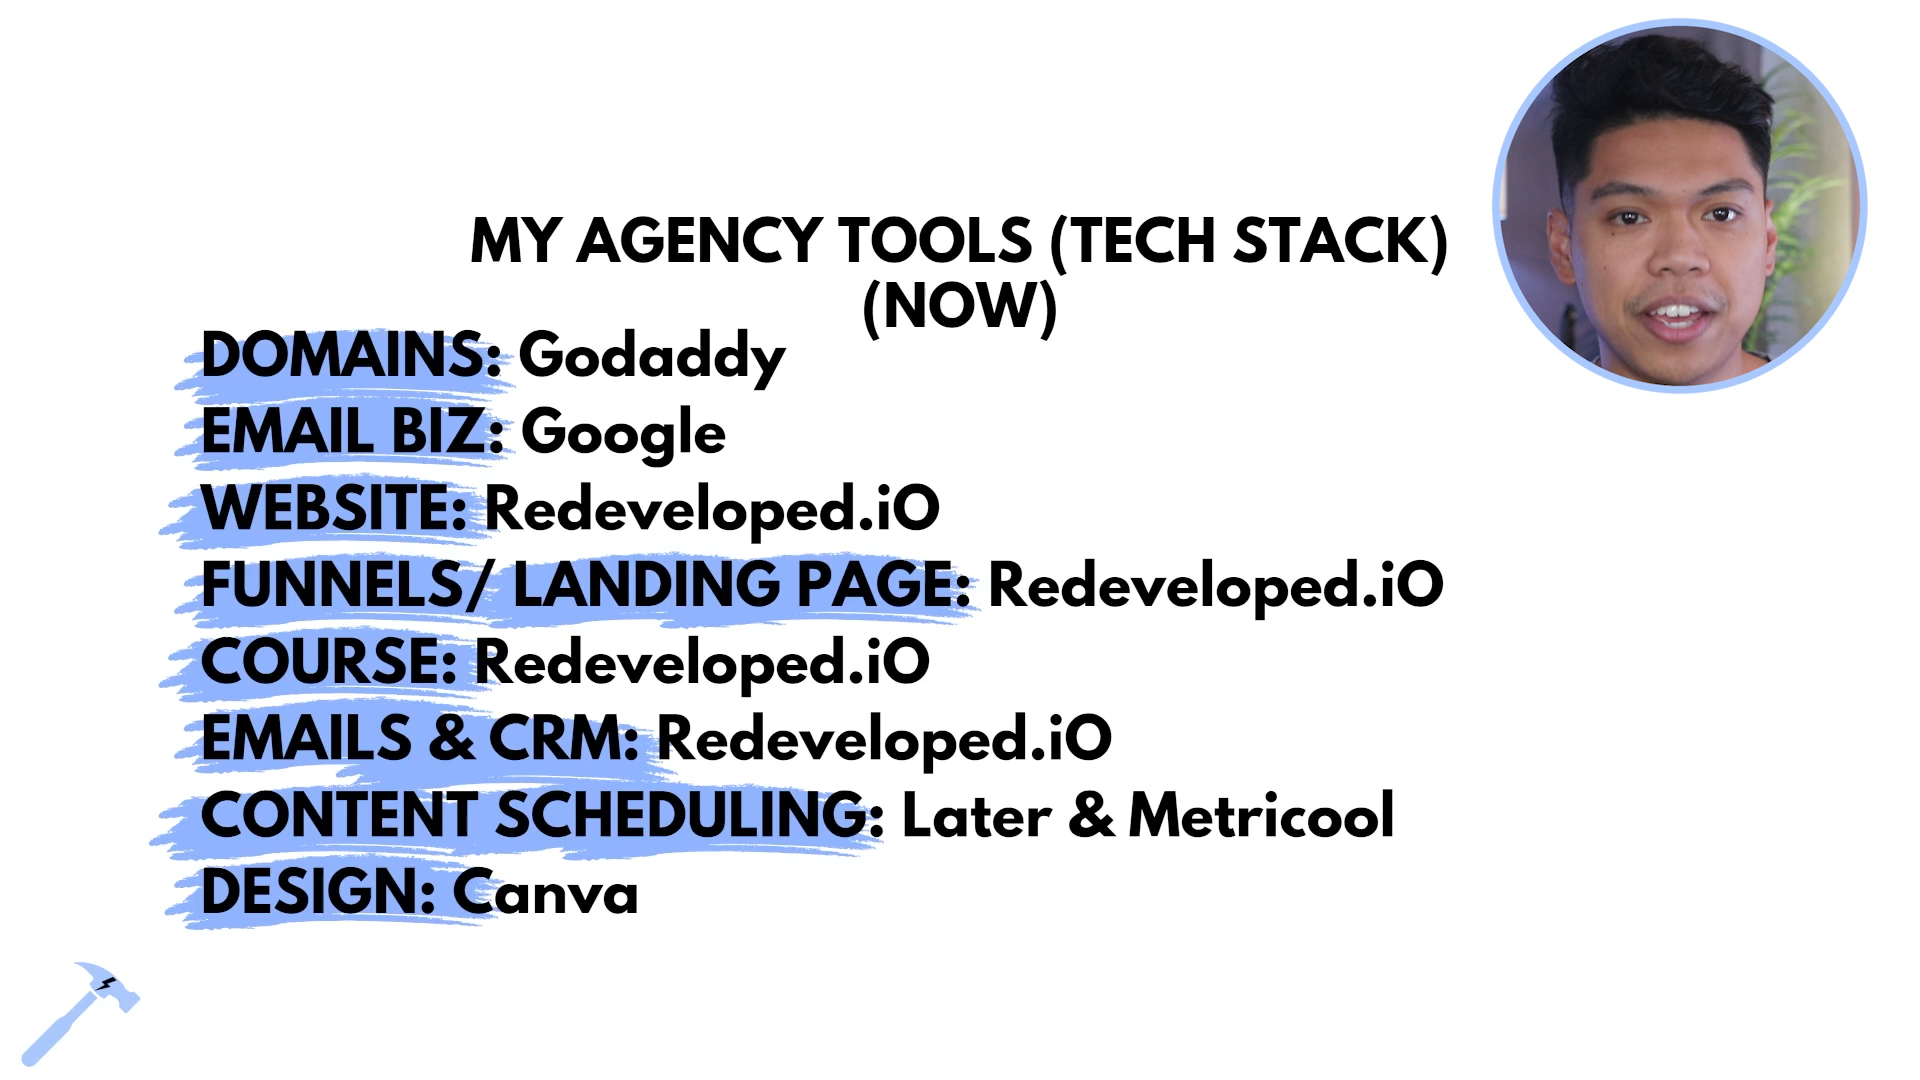 MY AGENCY TOOLS (TECH STACK)
(NOW)
DOMAINS: Godaddy
EMAIL BIZ: Google
WEBSITE: Redeveloped.iO
FUNNELS/ LANDING PAGE: Redeveloped.iO
COURSE: Redeveloped.iO
EMAILS & CRM: Redeveloped.iO
CONTENT SCHEDULING: Later & Metricool
DESIGN: Canva